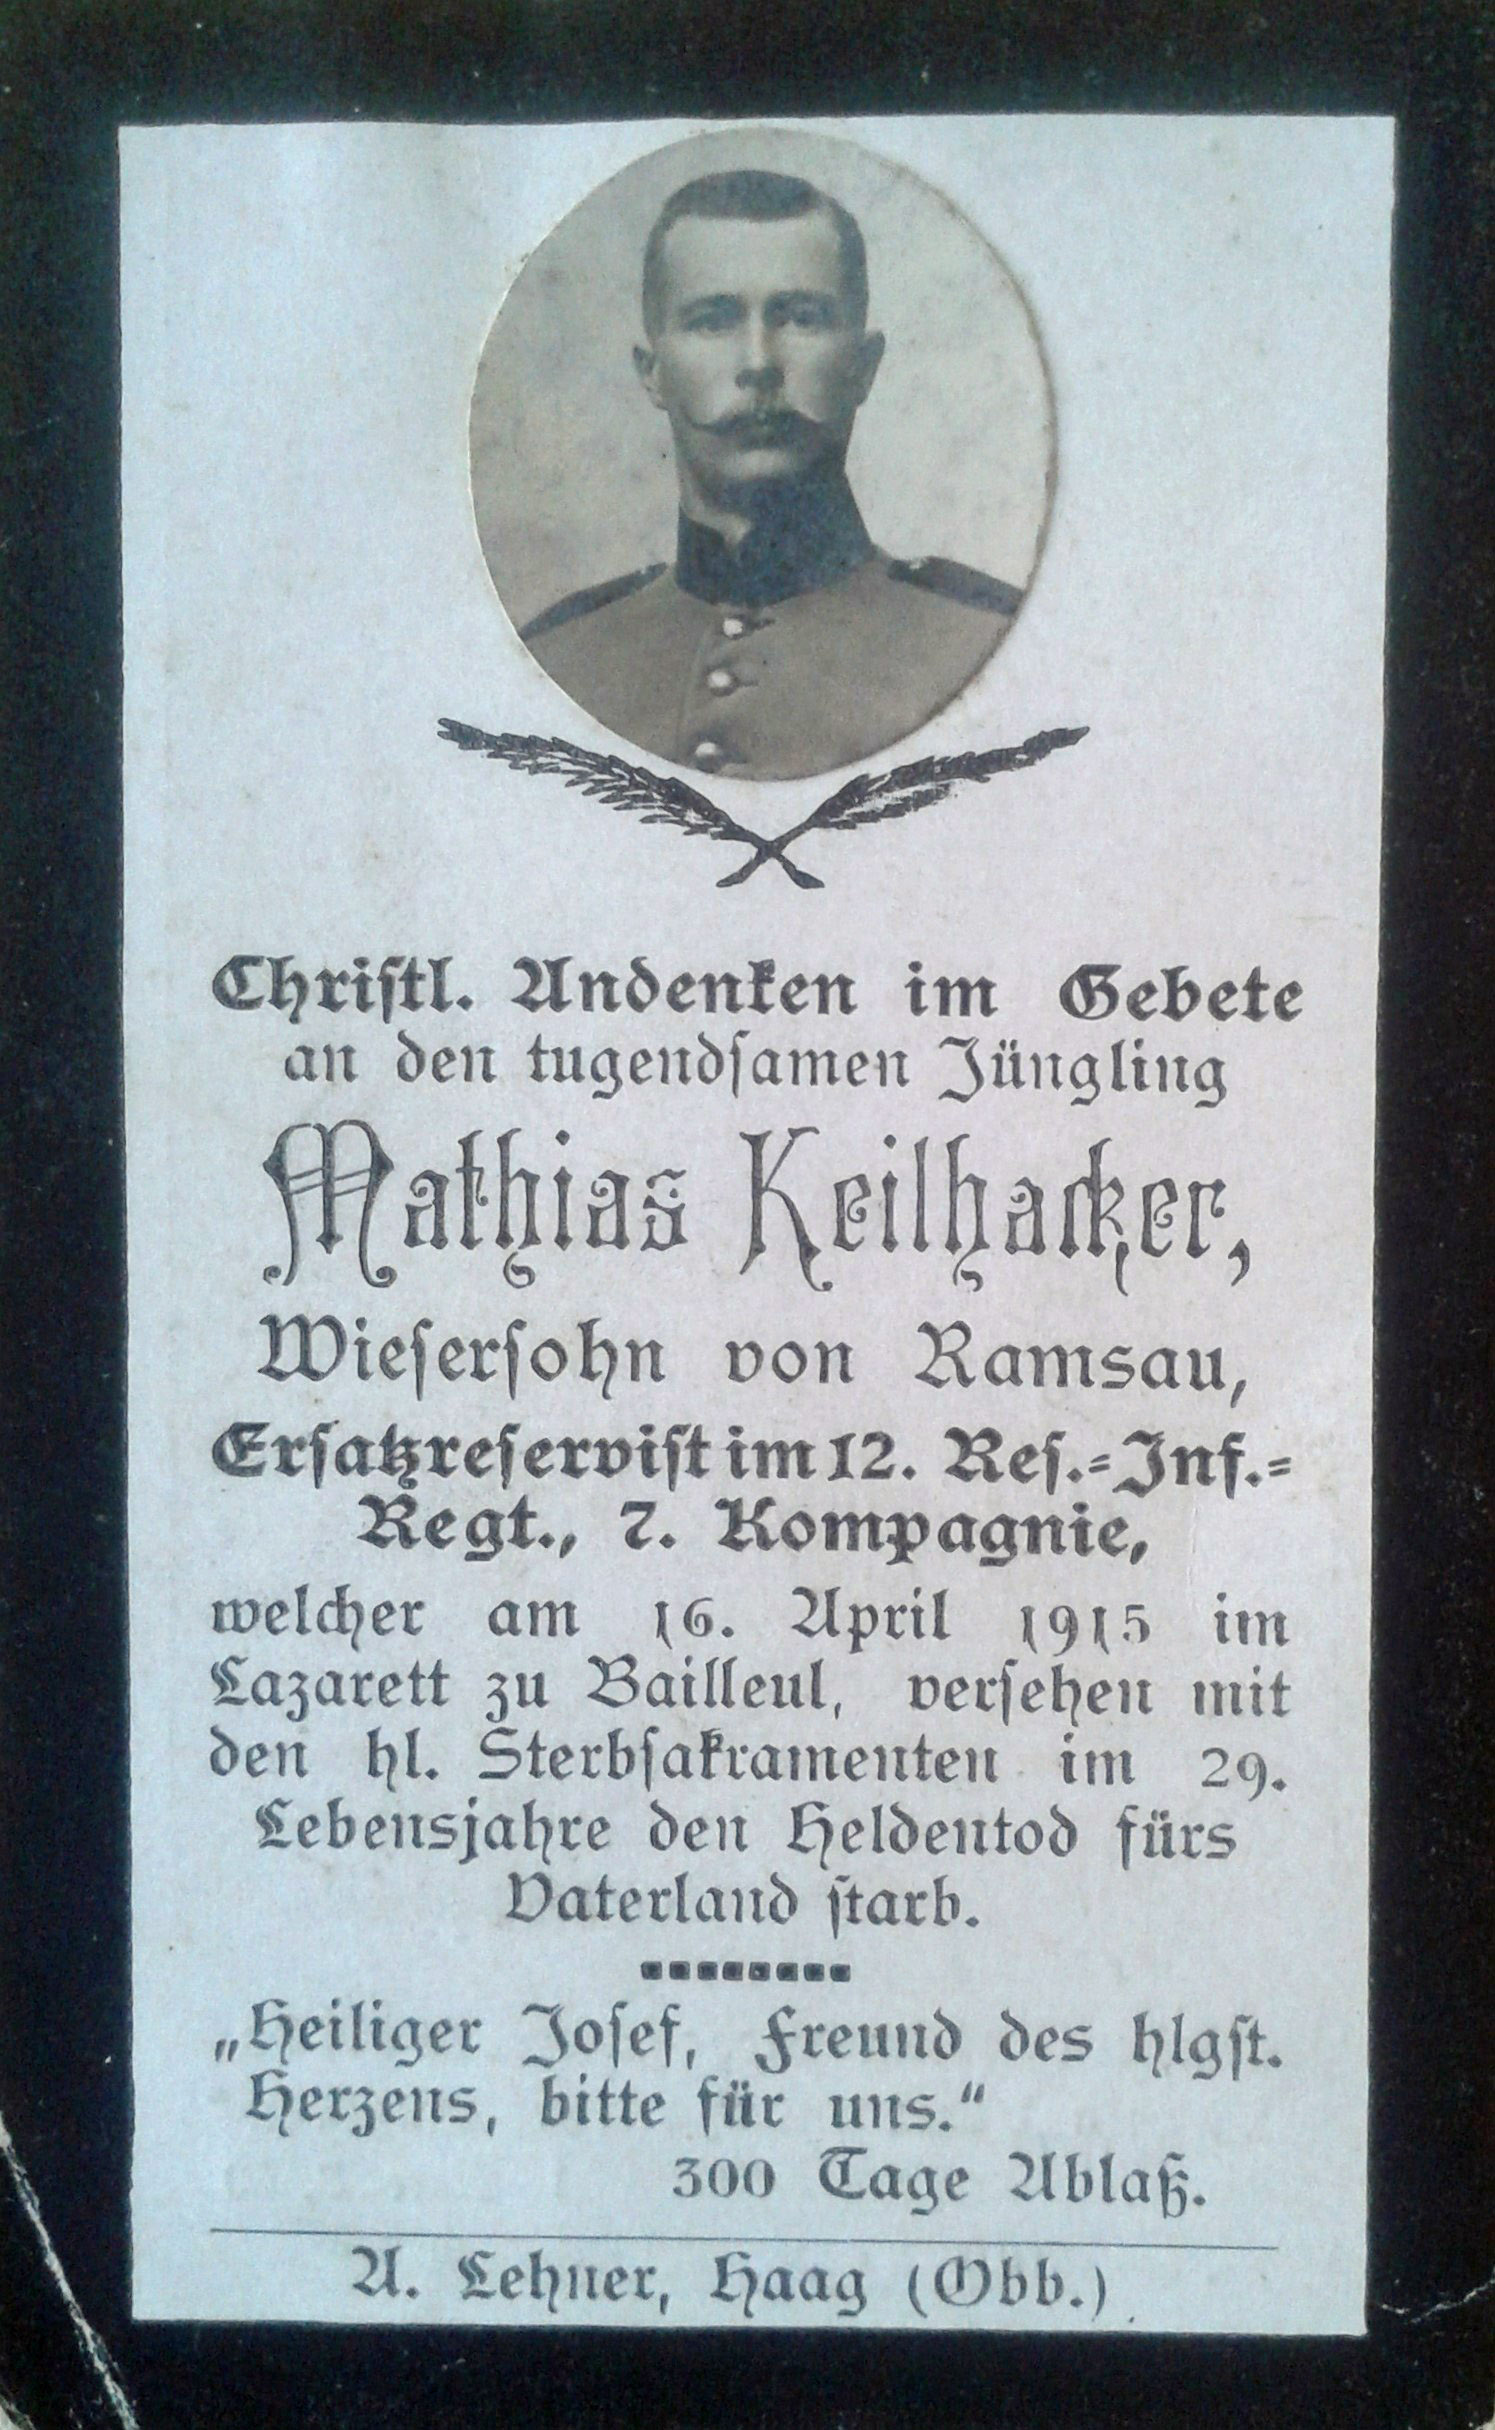 Christl. Andenken im Gebete
an den tugendsamen Jüngling
Mathias Keilhacker,
Wiesersohn von Ramsau,
Ersatzreservist im 12. Res.-Inf.-
Regt., 7. Kompagnie,
welcher am 16. April 1915 im
Lazarett zu Bailleul, versehen mit
den hl. Sterbsakramenten im 29.
Lebensjahre den Heldentod fürs
Vaterland starb.
„Heiliger Josef, Freund des hlgst.
Herzens, bitte für uns.“
300 Tage Ablaß.
A. Lehner, Haag (Obb.)